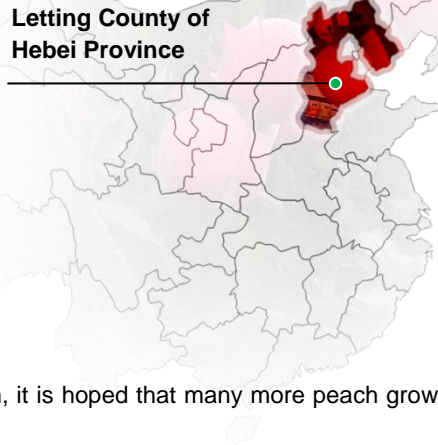 Letting County of
Hebei Province
, it is hoped that many more peach grow